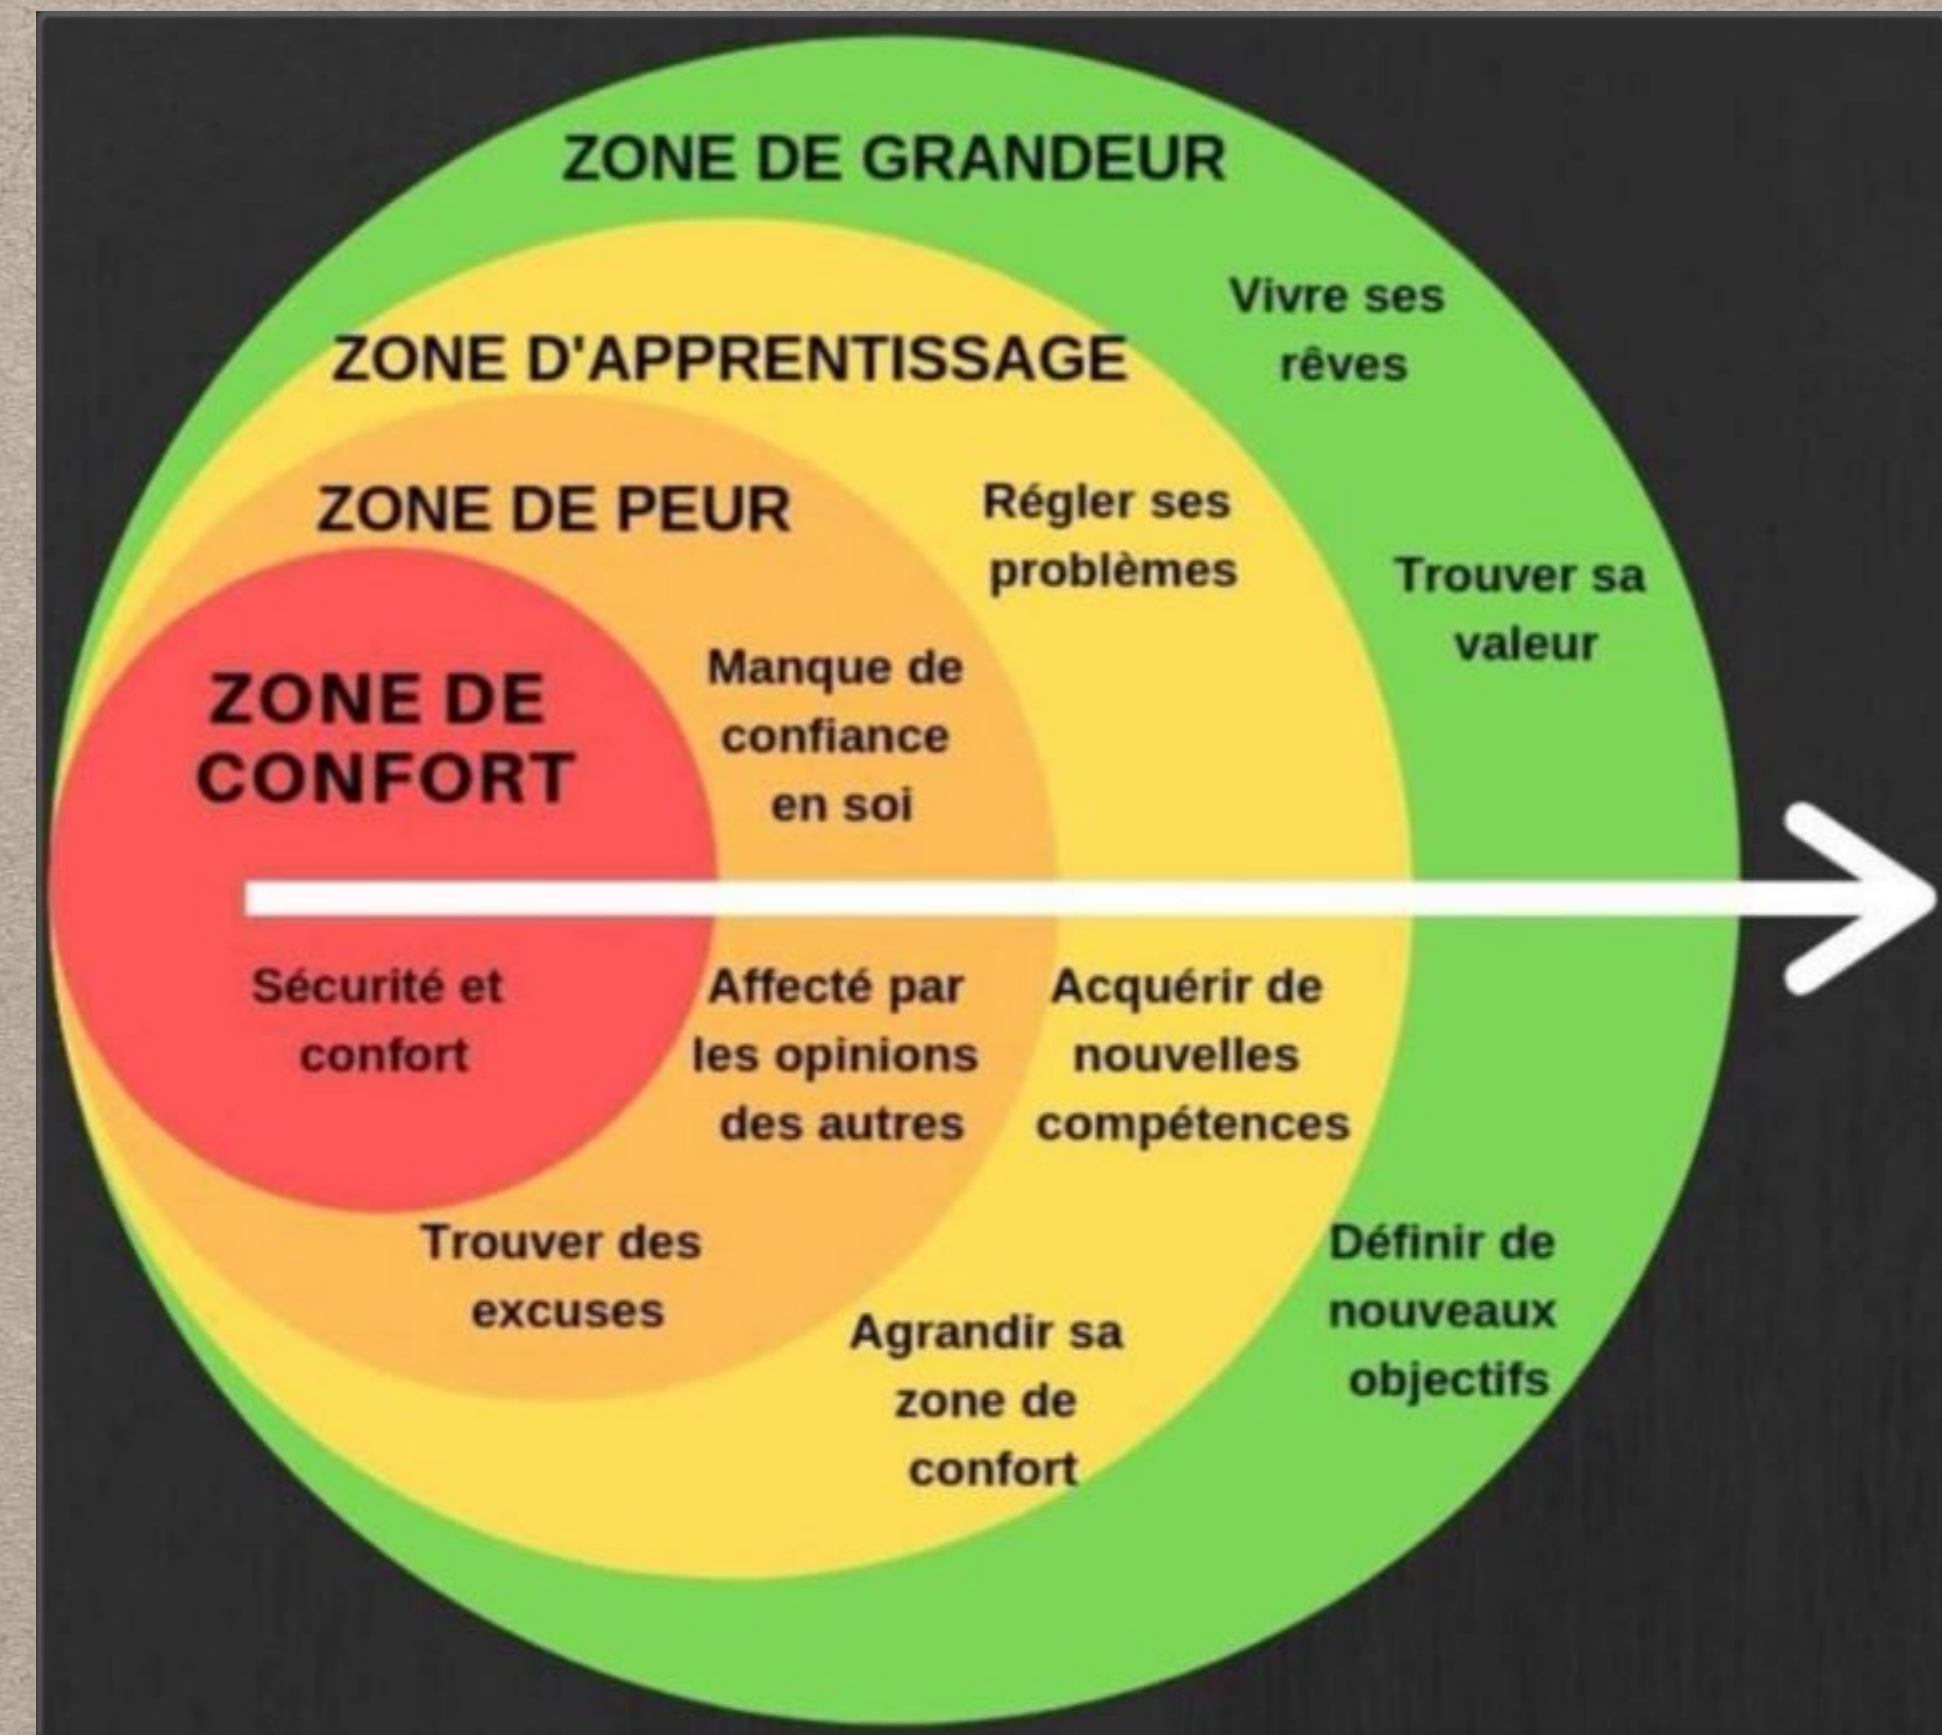 ZONE DE GRANDEUR
Vivre ses
rêves
Trouver sa
valeur
Définir de
nouveaux
objectifs
ZONE D'APPRENTISSAGE
Régler ses
problèmes
Acquérir de
nouvelles
compétences
Agrandir sa
zone de
confort
ZONE DE PEUR
Manque de
confiance
en soi
Affecté par
les opinions
des autres
Trouver des
excuses
ZONE DE
CONFORT
Sécurité et
confort